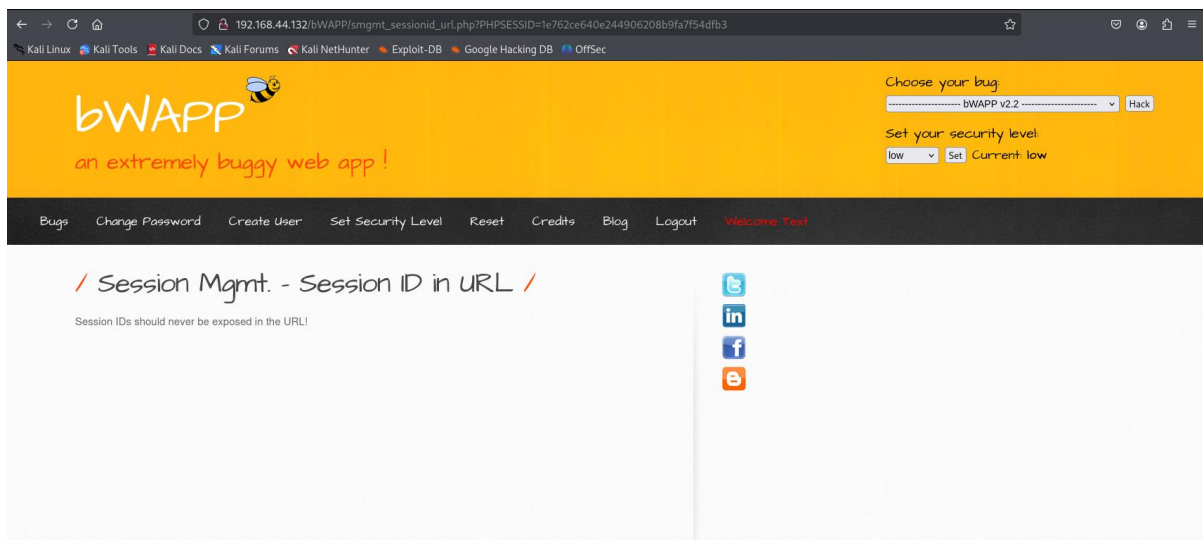 192.168.44.132/bWAPP/smgmt_sessionid_url.php?PHPSESSID=1e762ce640e244906208b9fa7f54dfb3
Kali Linux Kali Tools Kali Docs Kali Forums Kali NetHunter Exploit-DB Google Hacking DB OffSec
bWAPP
an extremely buggy web app !
Choose your bug:
---------------------- bWAPP v2.2 ----------------------- Hack
Set your security level:
low Set Current: low
Bugs Change Password Create User Set Security Level Reset Credits Blog Logout Welcome Text
/ Session Mgmt. - Session ID in URL /
Session IDs should never be exposed in the URL!